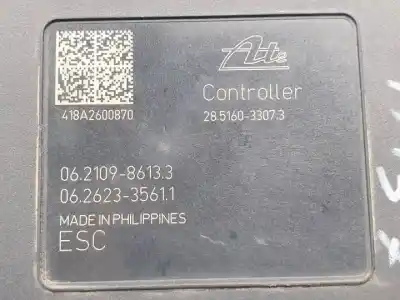 Ate
418A2600870
Controller
28.5160-3307.3
06.2109-8613.3
06.2623-3561.1
MADE IN PHILIPPINES
ESC